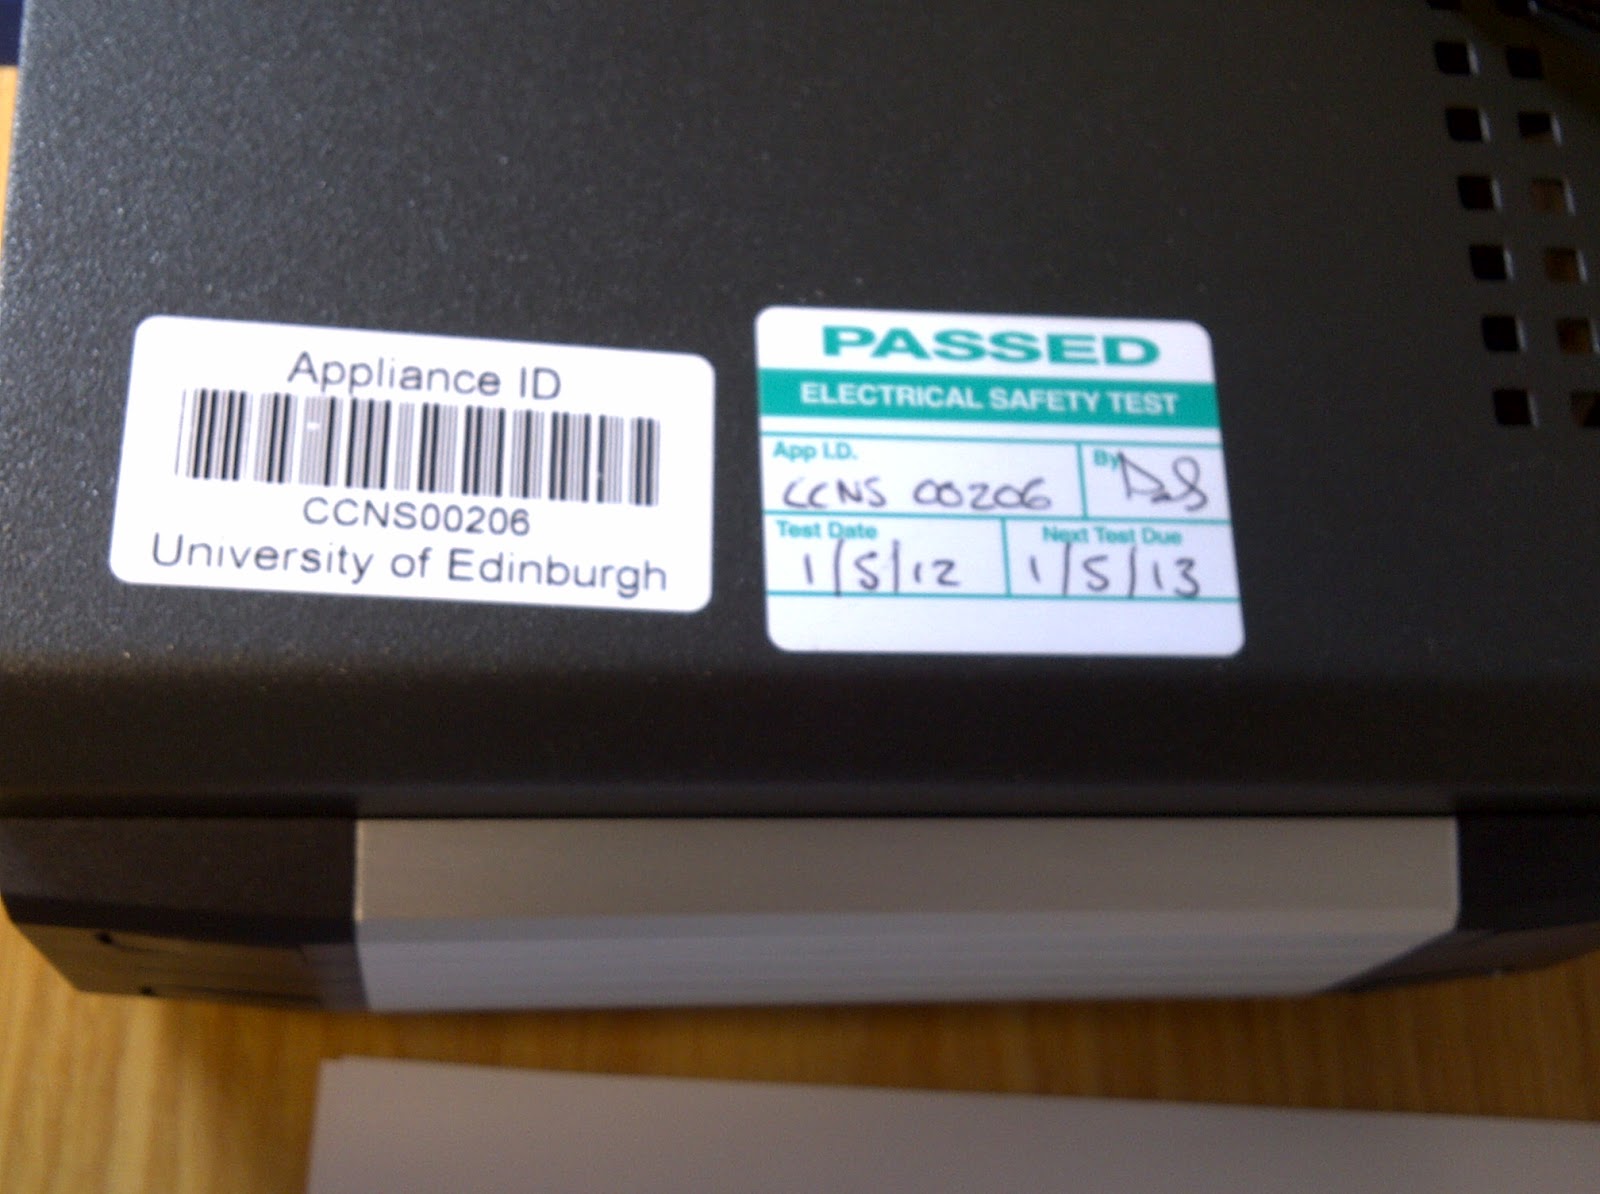 Appliance ID
CCNS00206
University of Edinburgh
PASSED
ELECTRICAL SAFETY TEST
App I.D.
By
CCNS 00206
Test Date
Next Test Due
1/5/12
1/5/13